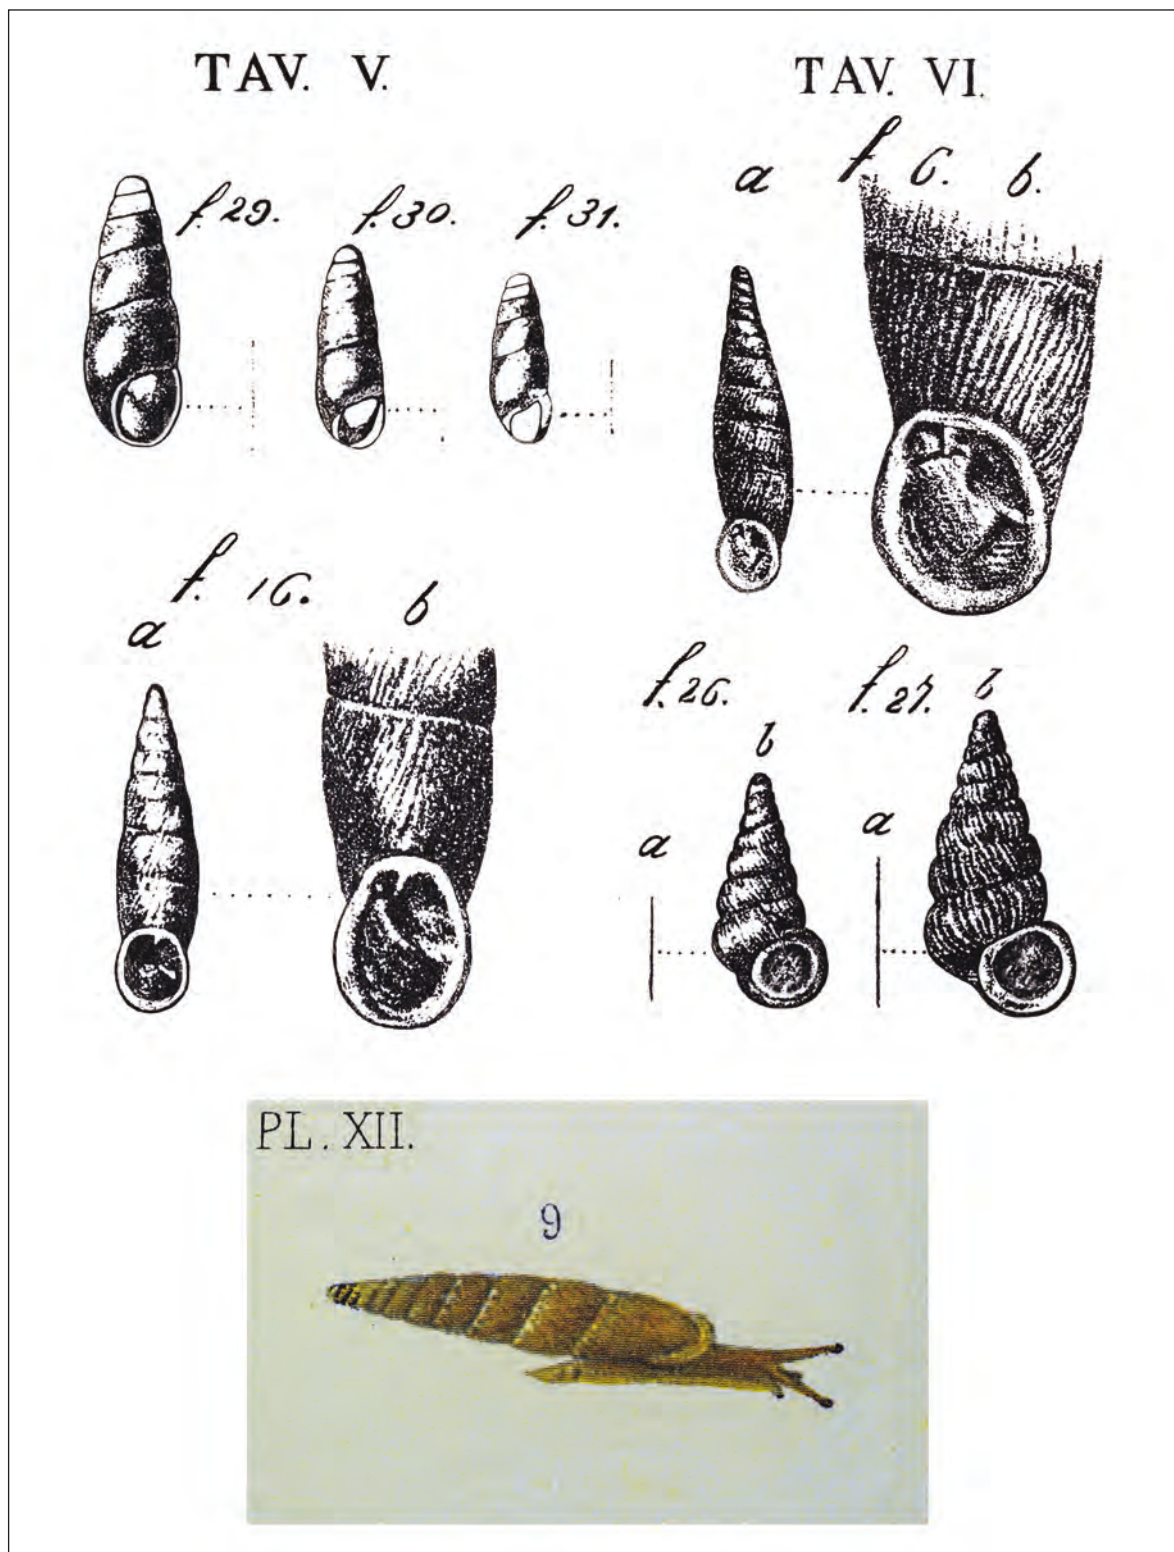 TAV. V.
TAV. VI.
f. 29.
f. 30.
f. 31.
a f. 6. b.
f. 16.
a b
f. 26. b
a
f. 27. b
a
PL. XII.
9